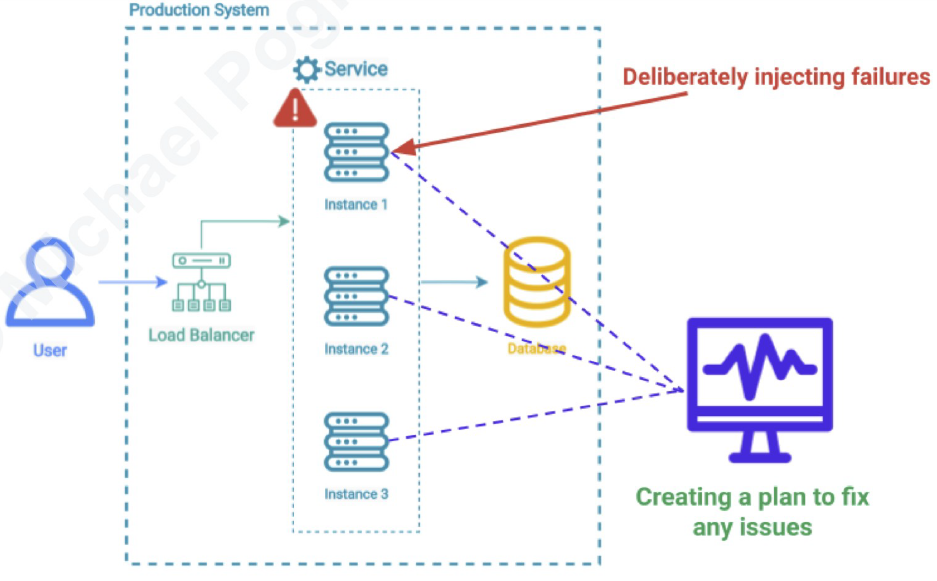 Production System
Service
Deliberately injecting failures
Instance 1
Load Balancer
User
Instance 2
Database
Instance 3
Creating a plan to fix
any issues
Michael